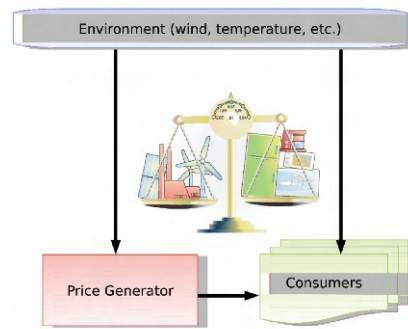 Environment (wind, temperature, etc.)
Price Generator
Consumers